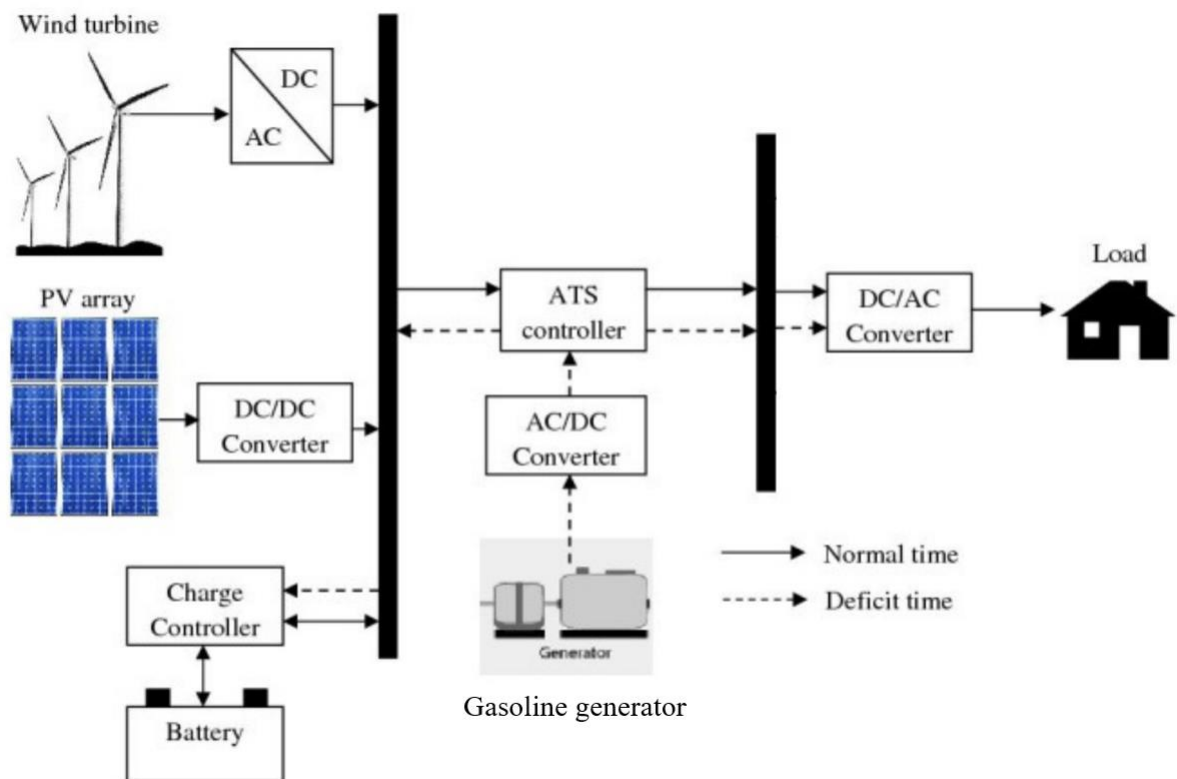 Wind turbine
DC
AC
PV array
DC/DC
Converter
Charge
Controller
Battery
ATS
controller
AC/DC
Converter
Generator
Gasoline generator
DC/AC
Converter
Load
Normal time
Deficit time